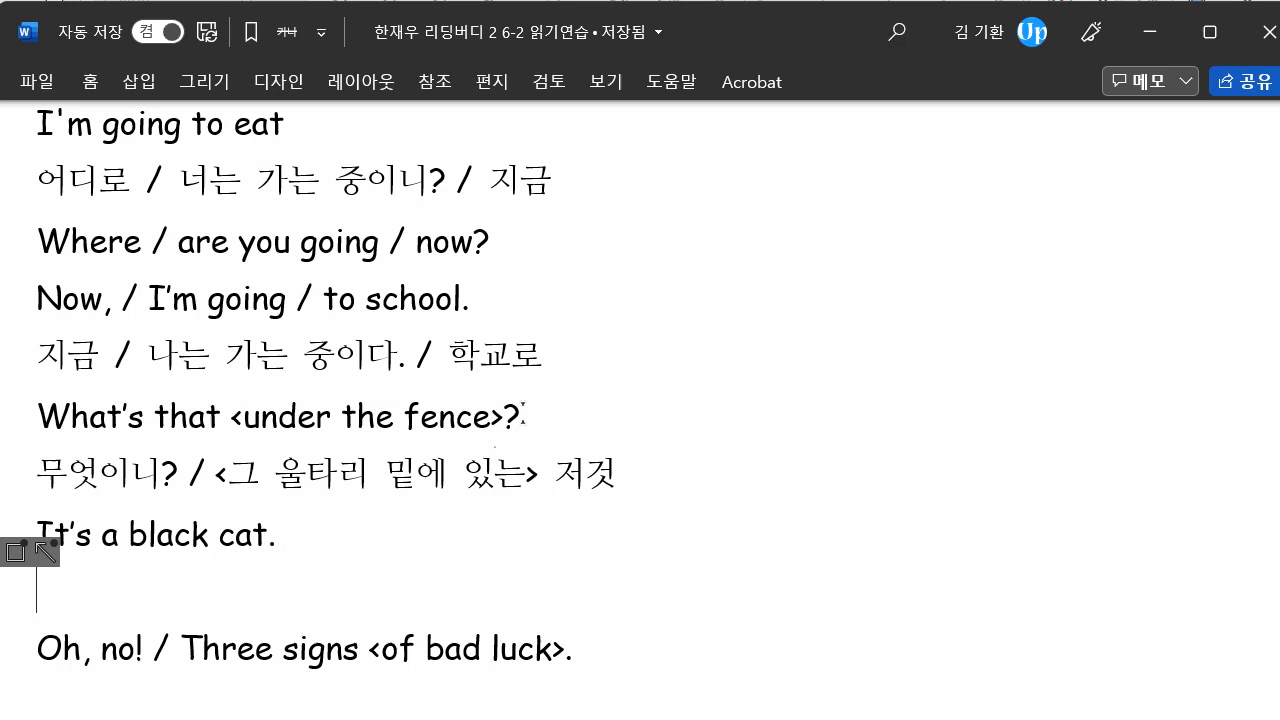 자동 저장 켬 가나 한재우 리딩버디 2 6-2 읽기연습 • 저장됨 김 기환 Up
파일 홈 삽입 그리기 디자인 레이아웃 참조 편지 검토 보기 도움말 Acrobat 메모 공유
I'm going to eat
어디로 / 너는 가는 중이니? / 지금
Where / are you going / now?
Now, / I’m going / to school.
지금 / 나는 가는 중이다. / 학교로
What’s that <under the fence>?
무엇이니? / <그 울타리 밑에 있는> 저것
It’s a black cat.
Oh, no! / Three signs <of bad luck>.